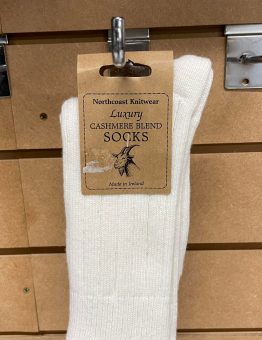 Northcoast Knitwear
Luxury
CASHMERE BLEND
SOCKS
Made in Ireland